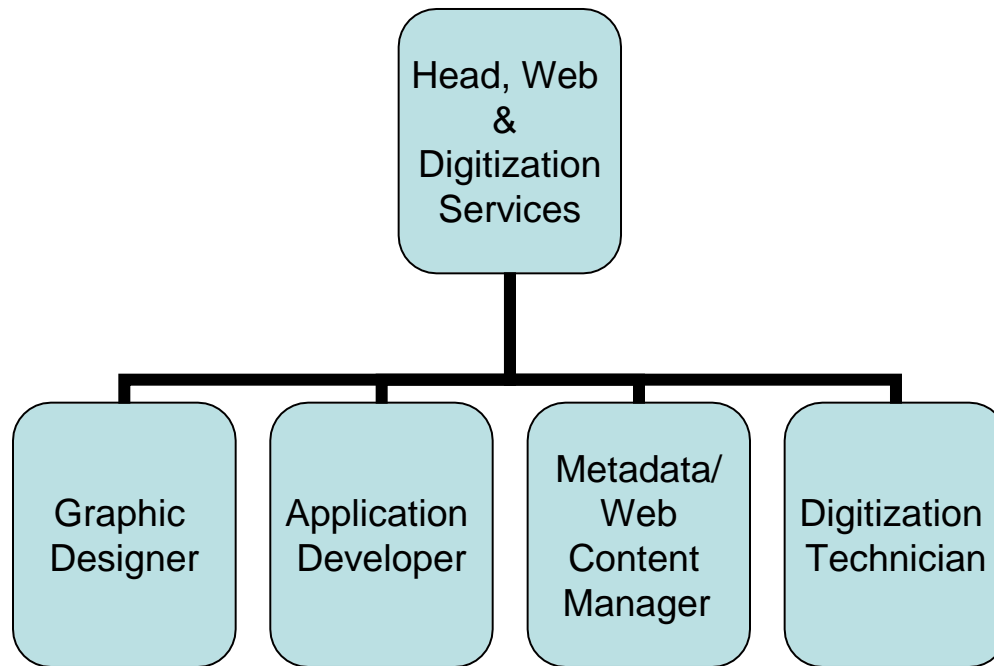 Head, Web
&
Digitization
Services
Graphic
Designer
Application
Developer
Metadata/
Web
Content
Manager
Digitization
Technician